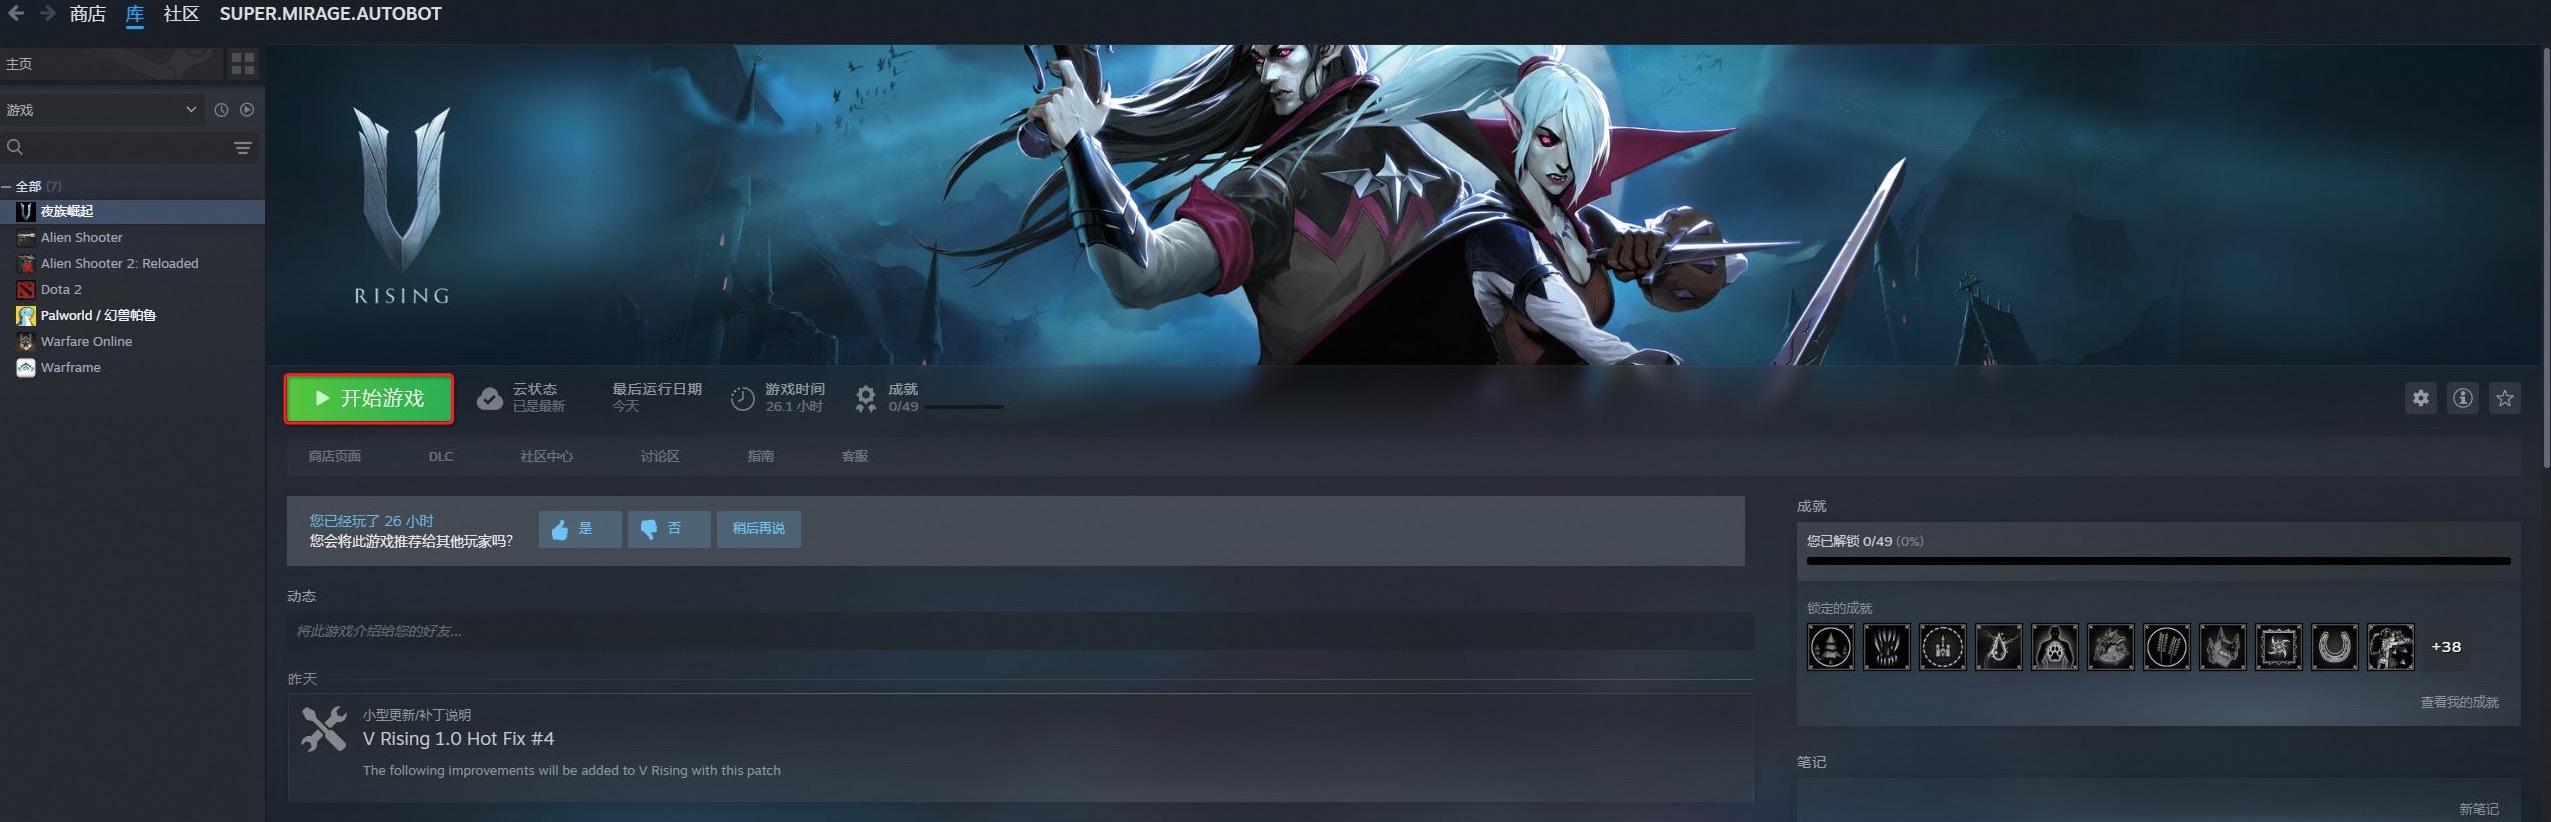 商店 库 社区 SUPER.MIRAGE.AUTOBOT
主页
游戏
全部 (7)
夜族崛起
Alien Shooter
Alien Shooter 2: Reloaded
Dota 2
Palworld / 幻兽帕鲁
Warfare Online
Warframe
V
RISING
开始游戏
云状态
已是最新
最后运行日期
今天
游戏时间
26.1 小时
成就
0/49
商店页面 DLC 社区中心 讨论区 指南 客服
您已经玩了 26 小时
您会将此游戏推荐给其他玩家吗?
是 否 稍后再说
动态
将此游戏介绍给您的好友...
昨天
小型更新/补丁说明
V Rising 1.0 Hot Fix #4
The following improvements will be added to V Rising with this patch
成就
您已解锁 0/49 (0%)
锁定的成就
+38
查看我的成就
笔记
新笔记